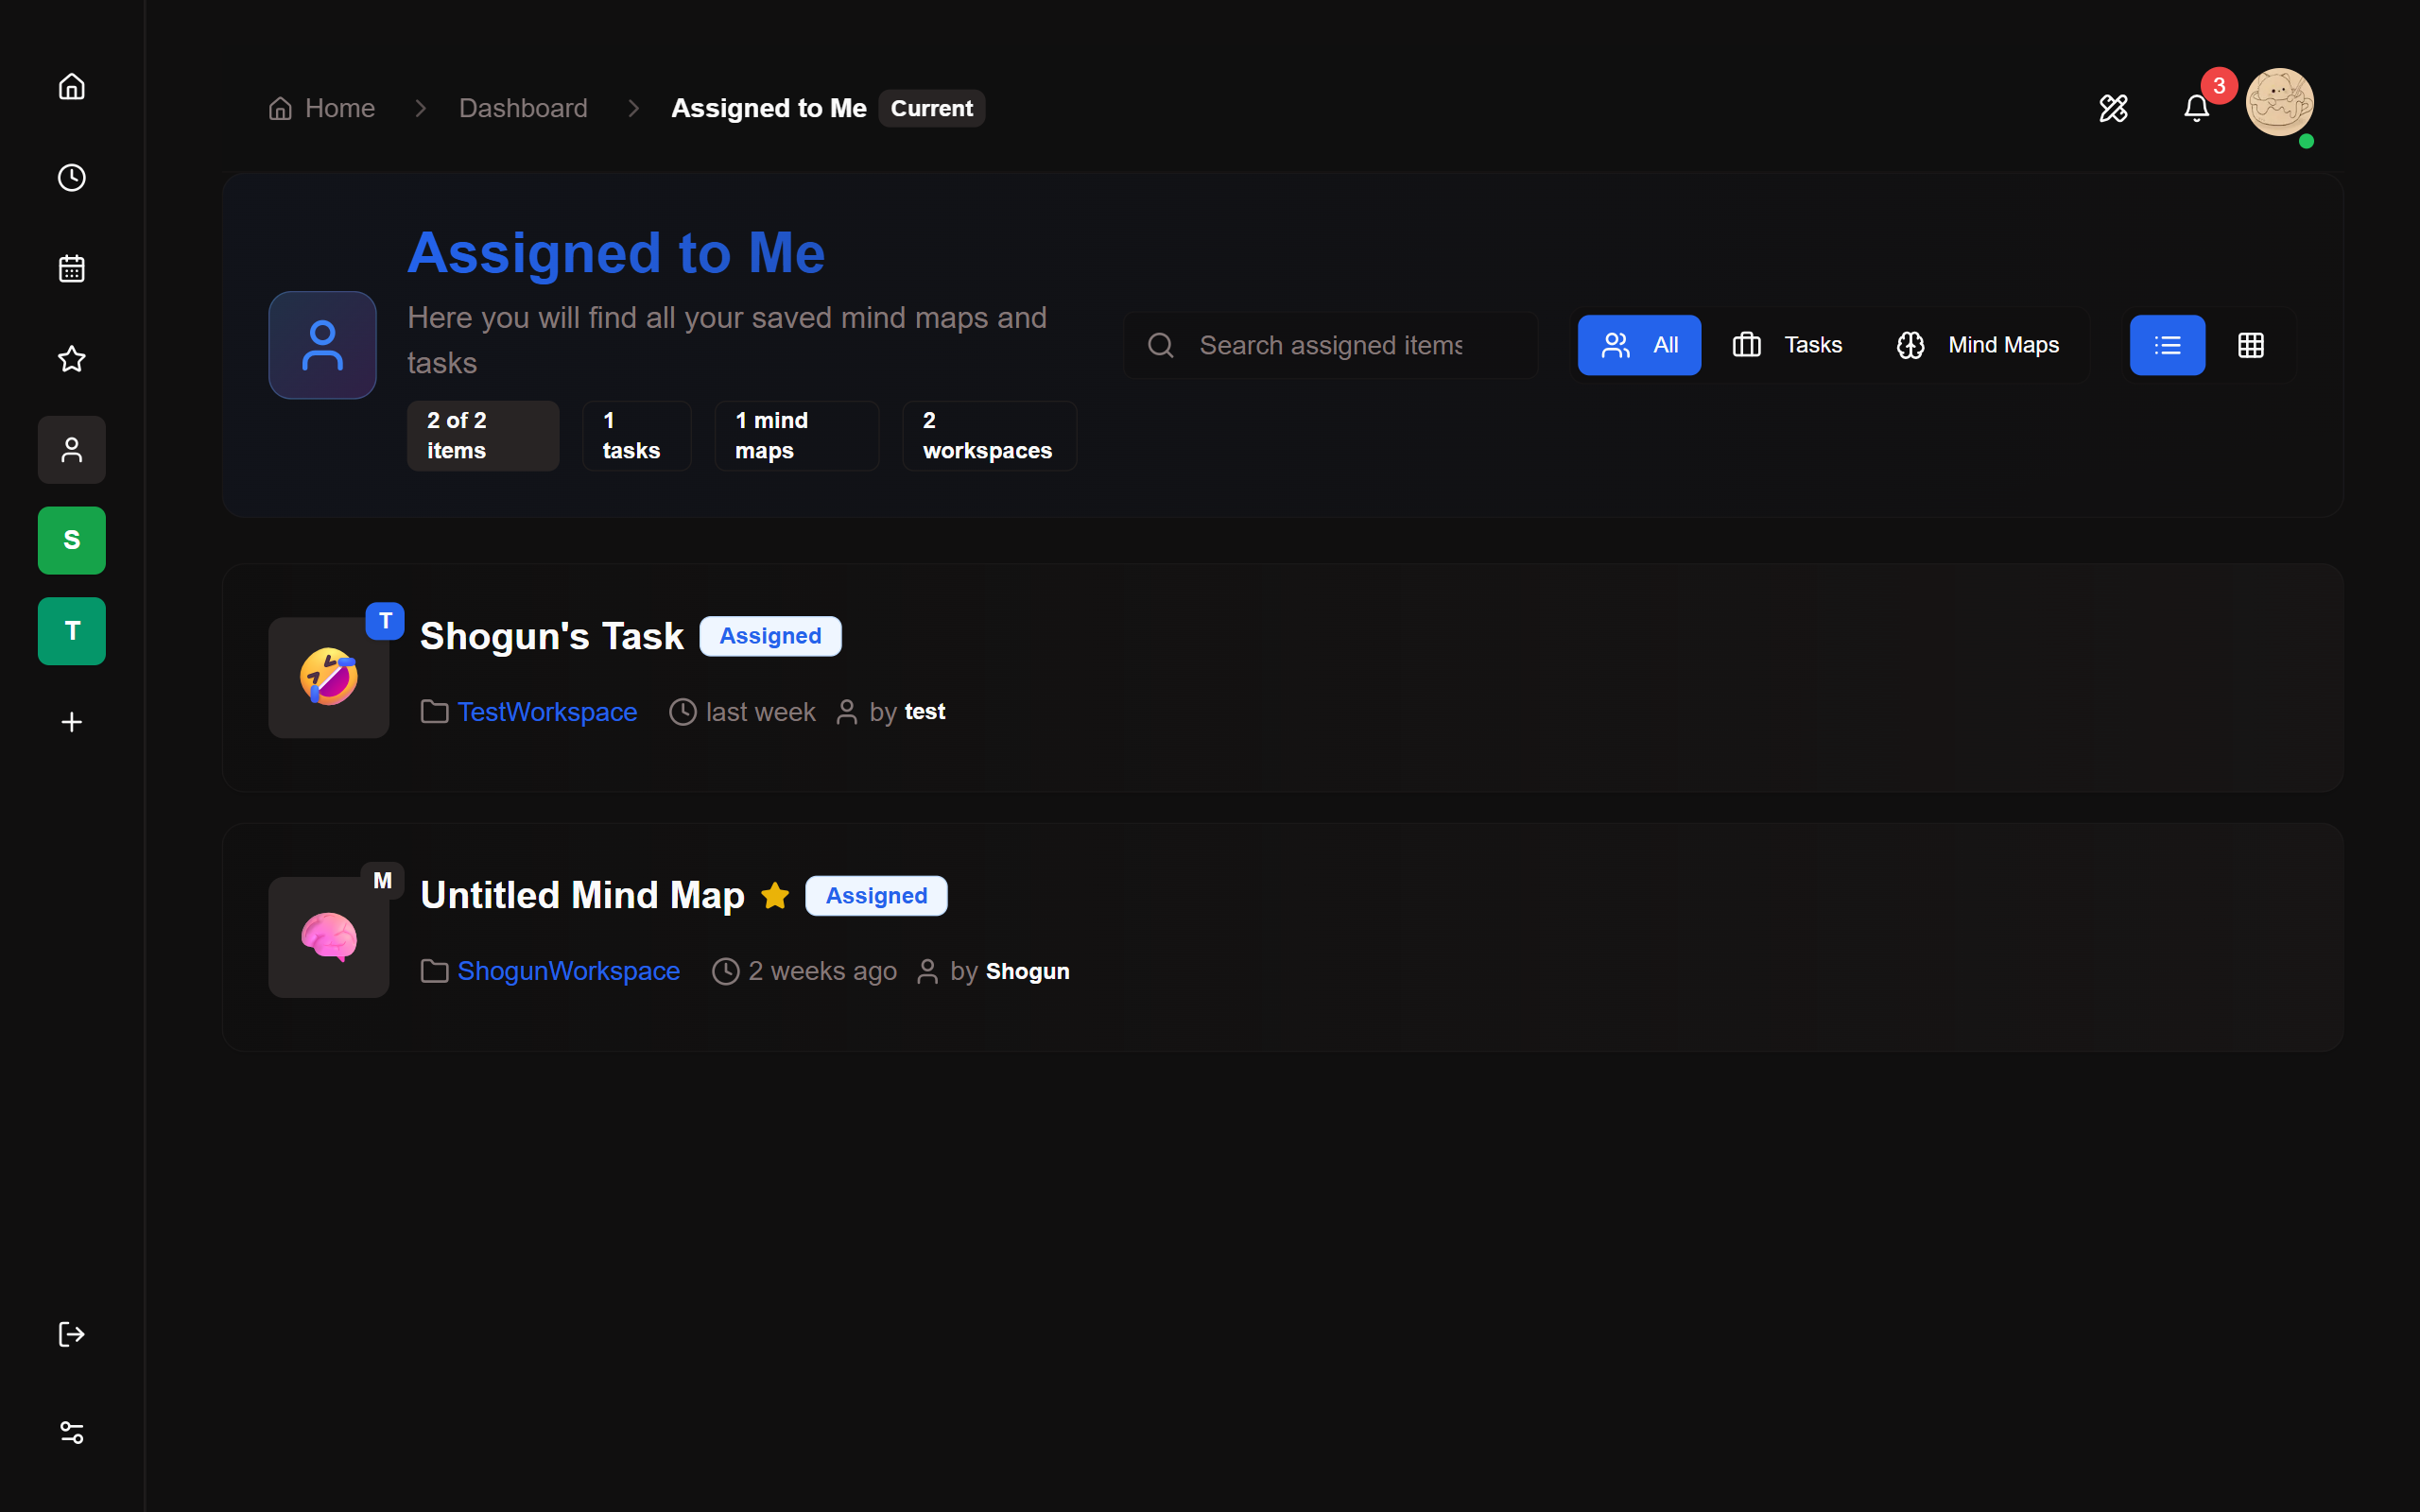 Home > Dashboard > Assigned to Me Current
3
Assigned to Me
Here you will find all your saved mind maps and
tasks
2 of 2
items
1
tasks
1 mind
maps
2
workspaces
Search assigned items
All
Tasks
Mind Maps
S
T
T
Shogun's Task Assigned
TestWorkspace last week by test
M
Untitled Mind Map Assigned
ShogunWorkspace 2 weeks ago by Shogun